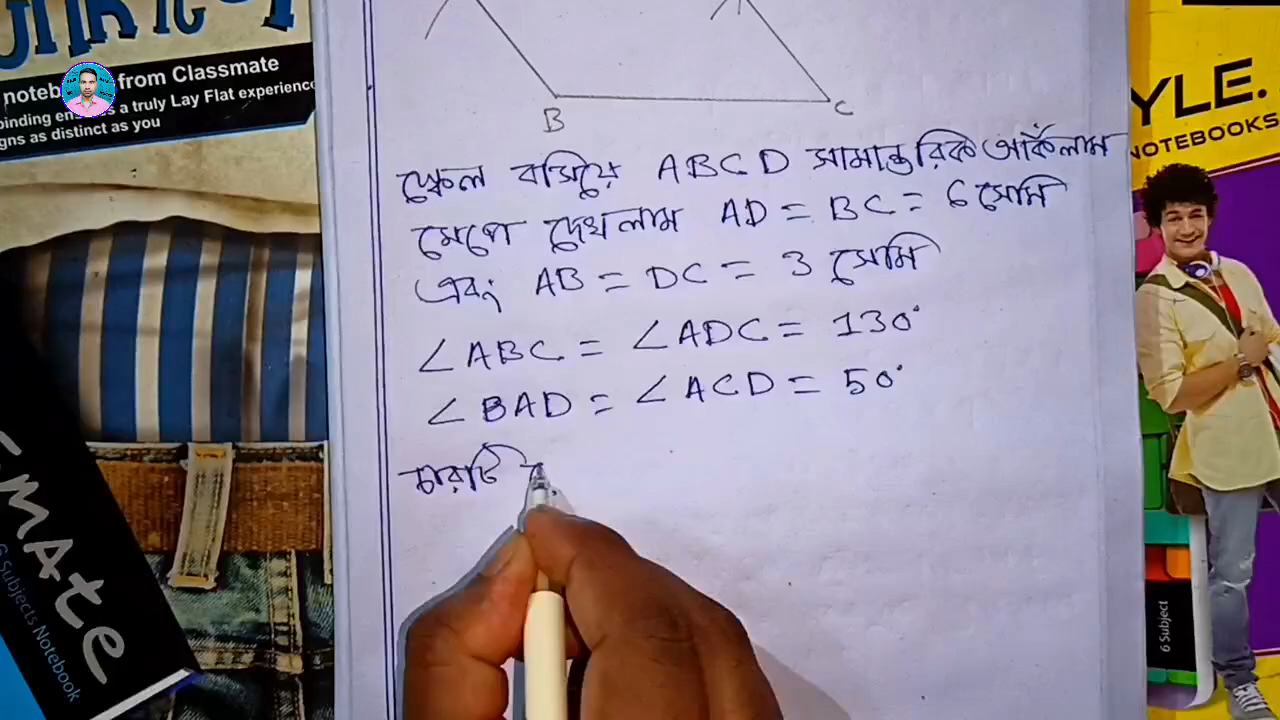 noteb from Classmate
a truly Lay Flat experience
gns as distinct as you
B
C
স্কেল বসিয়ে ABCD সামান্তরিক আঁকলাম
মেপে দেখলাম AD = BC = 6 সেমি
এবং AB = DC = 3 সেমি
∠ABC = ∠ADC = 130°
∠BAD = ∠ACD = 50°
চারটি
YLE.
NOTEBOOKS
6 Subjects Notebook
6 Subject